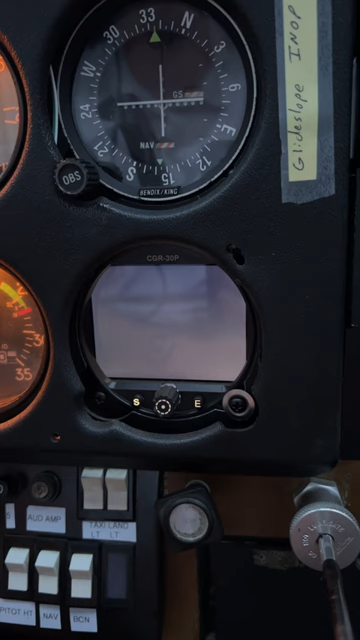 33
30
N
3
W
GS
6
24
E
21
NAV
12
S
15
OBS
BENDIX/KING
Glideslope INOP
CGR-30P
S
E
35
AUD AMP
TAXI LAND
LT LT
PITOT HT
NAV
BCN